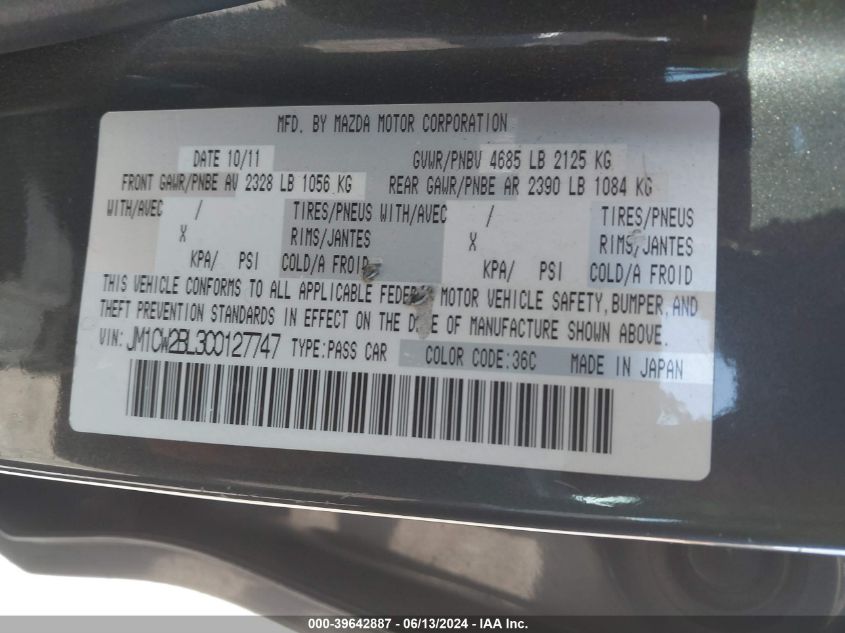 MFD. BY MAZDA MOTOR CORPORATION
DATE 10/11 GVWR/PNBV 4685 LB 2125 KG
FRONT GAWR/PNBE AV 2328 LB 1056 KG REAR GAWR/PNBE AR 2390 LB 1084 KG
WITH/AVEC / TIRES/PNEUS WITH/AVEC / TIRES/PNEUS
X RIMS/JANTES X RIMS/JANTES
KPA/ PSI COLD/A FROID KPA/ PSI COLD/A FROID
THIS VEHICLE CONFORMS TO ALL APPLICABLE FEDERAL MOTOR VEHICLE SAFETY, BUMPER, AND
THEFT PREVENTION STANDARDS IN EFFECT ON THE DATE OF MANUFACTURE SHOWN ABOVE.
VIN: JM1CW2BL3C0127747 TYPE:PASS CAR COLOR CODE:36C MADE IN JAPAN
000-39642887 - 06/13/2024 - IAA Inc.